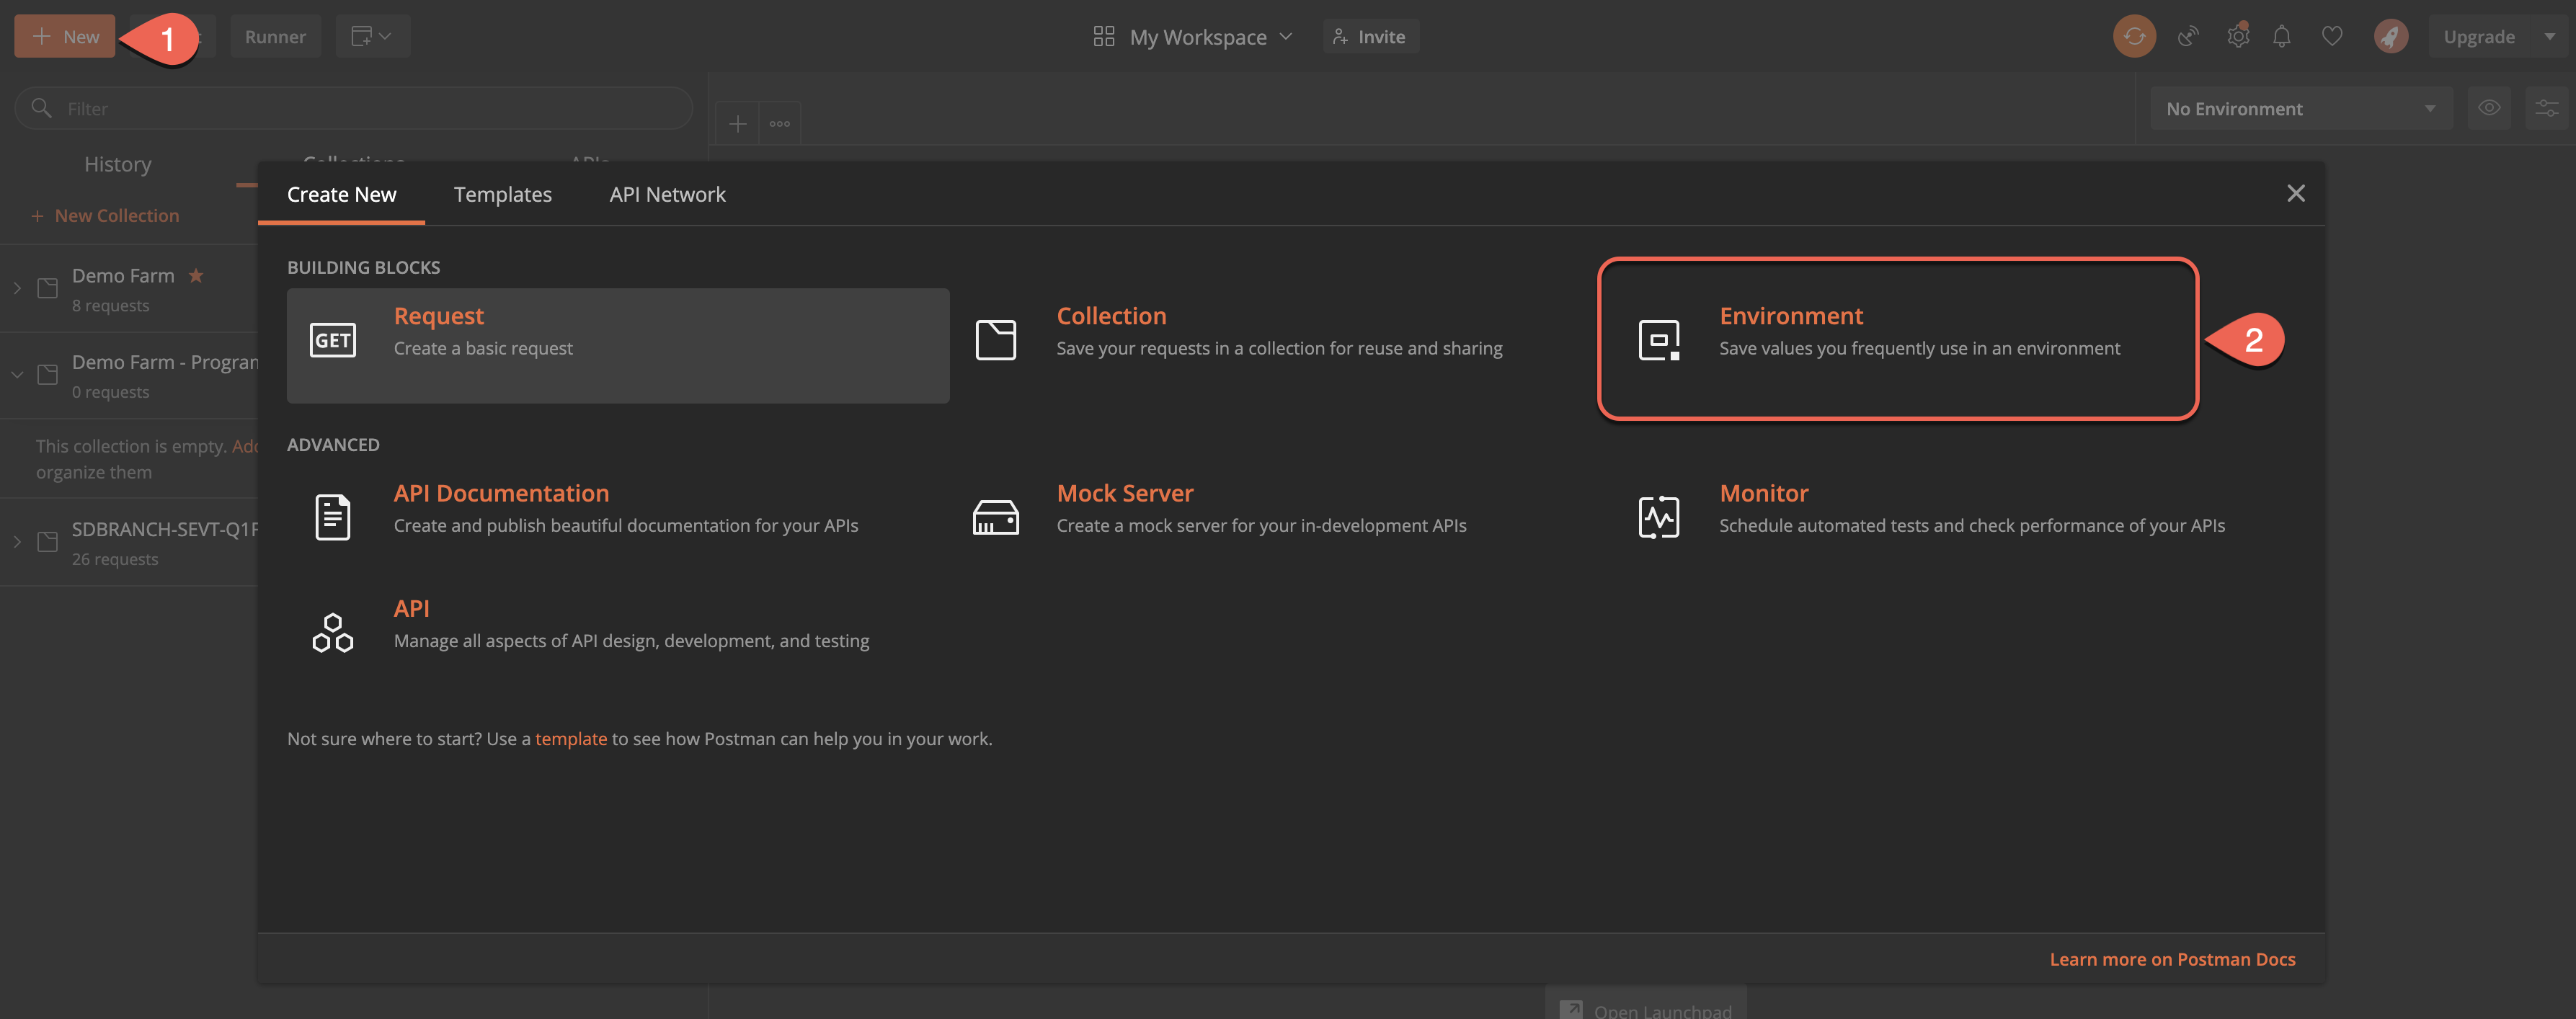 New
1
Runner
My Workspace
Invite
Upgrade
Filter
No Environment
History
New Collection
Demo Farm
8 requests
Demo Farm -
0 requests
This collection is empty.
organize them
26 requests
Create New
Templates
API Network
BUILDING BLOCKS
GET
Request
Create a basic request
Collection
Save your requests in a collection for reuse and sharing
Environment
Save values you frequently use in an environment
2
ADVANCED
API Documentation
Create and publish beautiful documentation for your APIs
Mock Server
Create a mock server for your in-development APIs
Monitor
Schedule automated tests and check performance of your APIs
API
Manage all aspects of API design, development, and testing
Not sure where to start? Use a template to see how Postman can help you in your work.
Learn more on Postman Docs
Open Launchpad